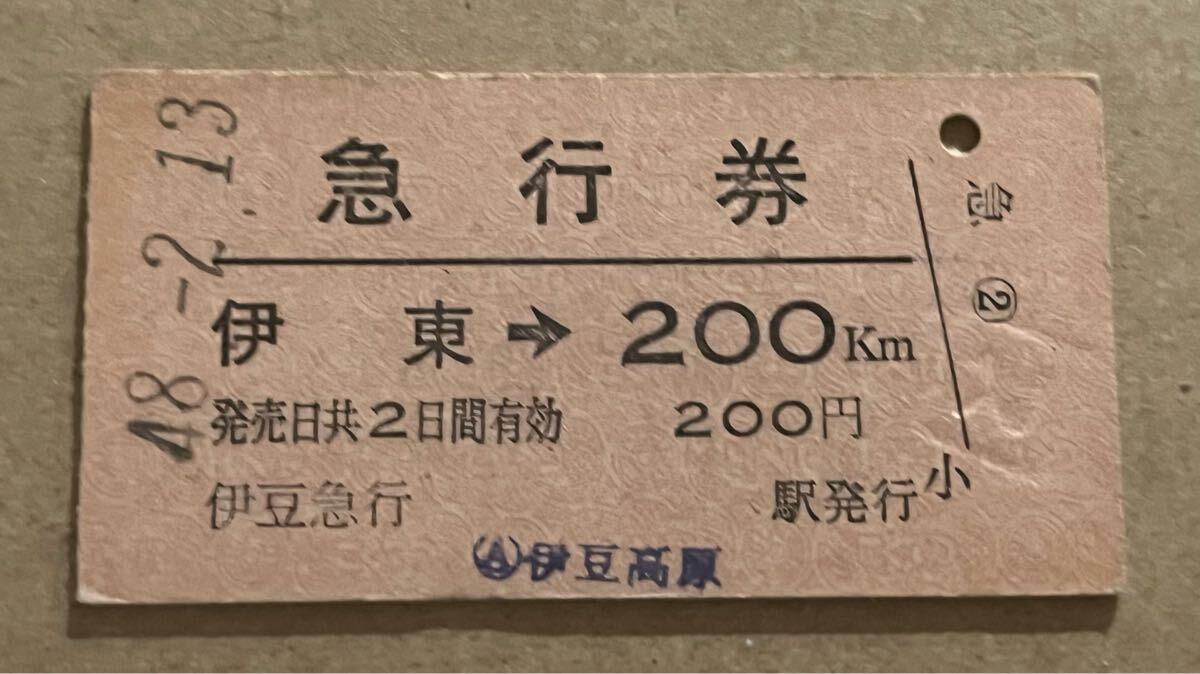 48-2.13
急行券
伊東➔200Km
発売日共2日間有効 200円
伊豆急行 駅発行
Ⓐ伊豆高原
急
②
小